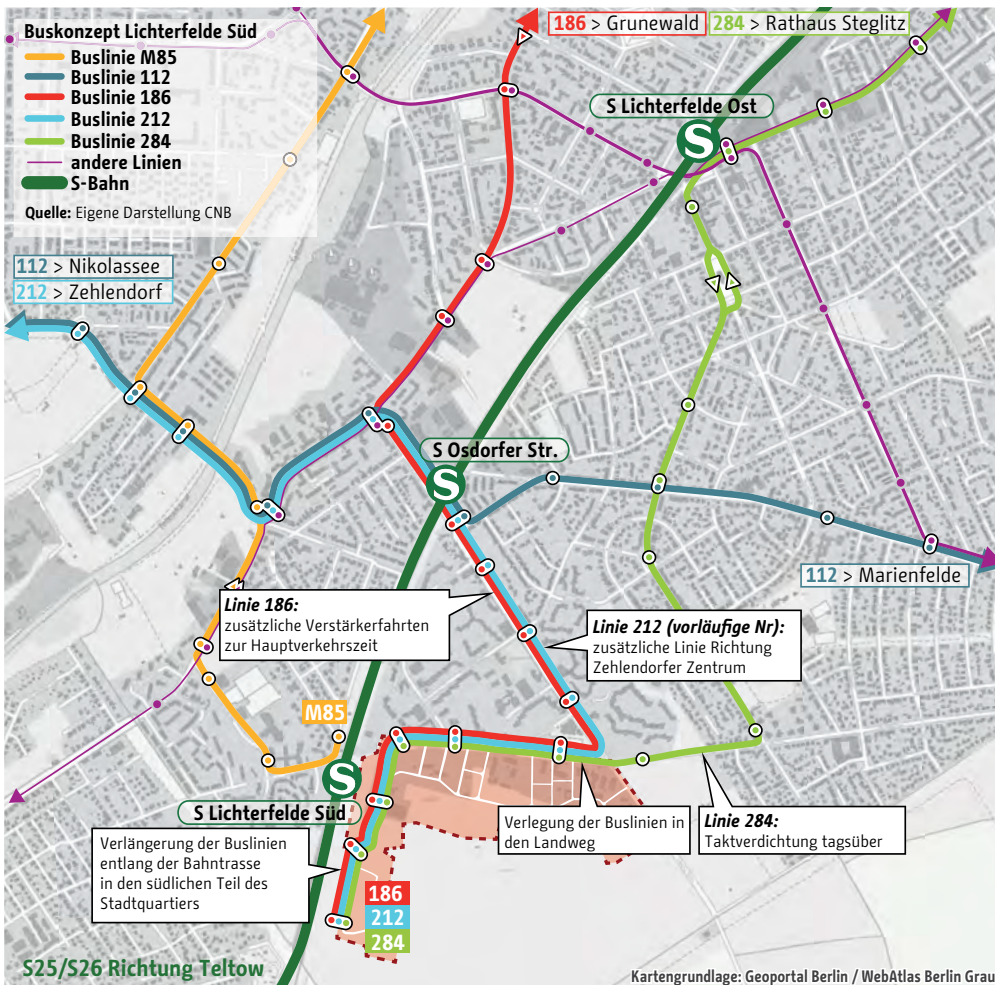 Buskonzept Lichterfelde Süd
Buslinie M85
Buslinie 112
Buslinie 186
Buslinie 212
Buslinie 284
andere Linien
S-Bahn
Quelle: Eigene Darstellung CNB
186 > Grunewald
284 > Rathaus Steglitz
S Lichterfelde Ost
S
112 > Nikolassee
212 > Zehlendorf
S Osdorfer Str.
S
112 > Marienfelde
Linie 186:
zusätzliche Verstärkerfahrten
zur Hauptverkehrszeit
Linie 212 (vorläufige Nr):
zusätzliche Linie Richtung
Zehlendorfer Zentrum
M85
S
S Lichterfelde Süd
Verlegung der Buslinien in
den Landweg
Linie 284:
Taktverdichtung tagsüber
Verlängerung der Buslinien
entlang der Bahntrasse
in den südlichen Teil des
Stadtquartiers
186
212
284
S25/S26 Richtung Teltow
Kartengrundlage: Geoportal Berlin / WebAtlas Berlin Grau